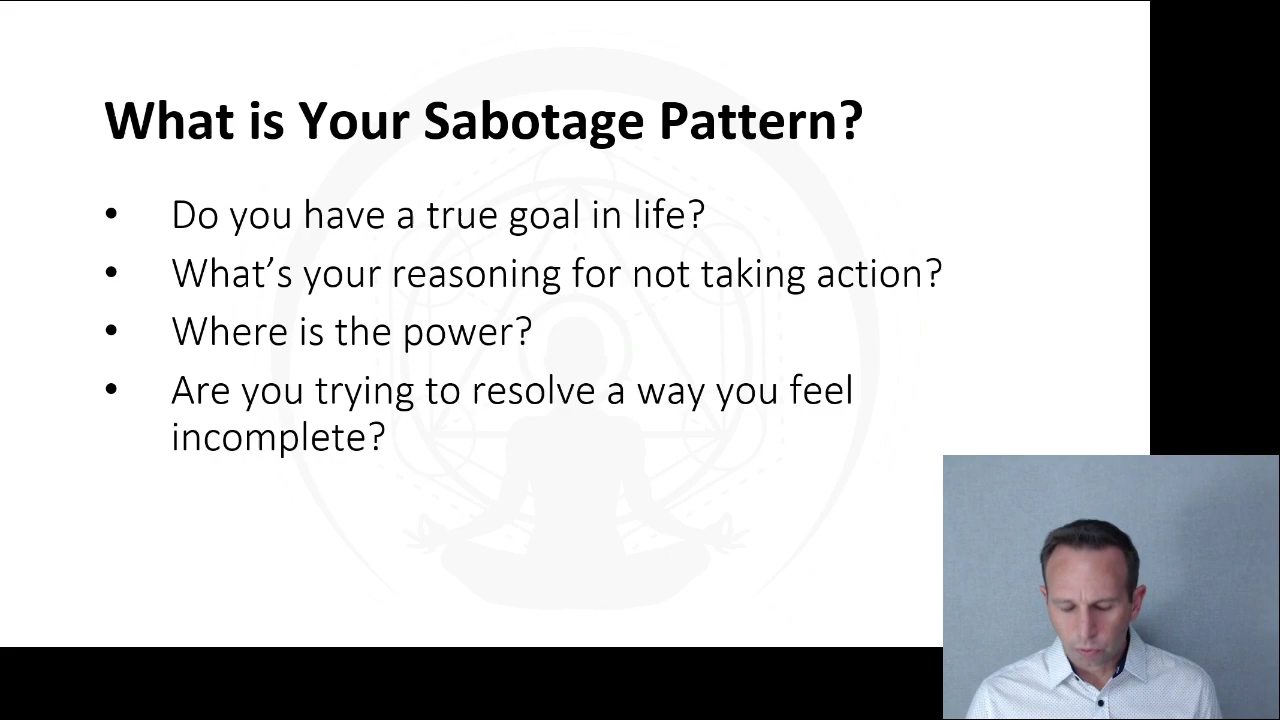 What is Your Sabotage Pattern?
• Do you have a true goal in life?
• What’s your reasoning for not taking action?
• Where is the power?
• Are you trying to resolve a way you feel
incomplete?